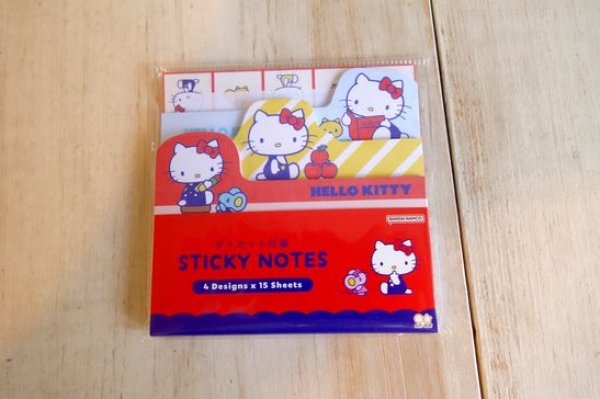 HELLO KITTY
BANDAI NAMCO
ダイカット付箋
STICKY NOTES
4 Designs x 15 Sheets